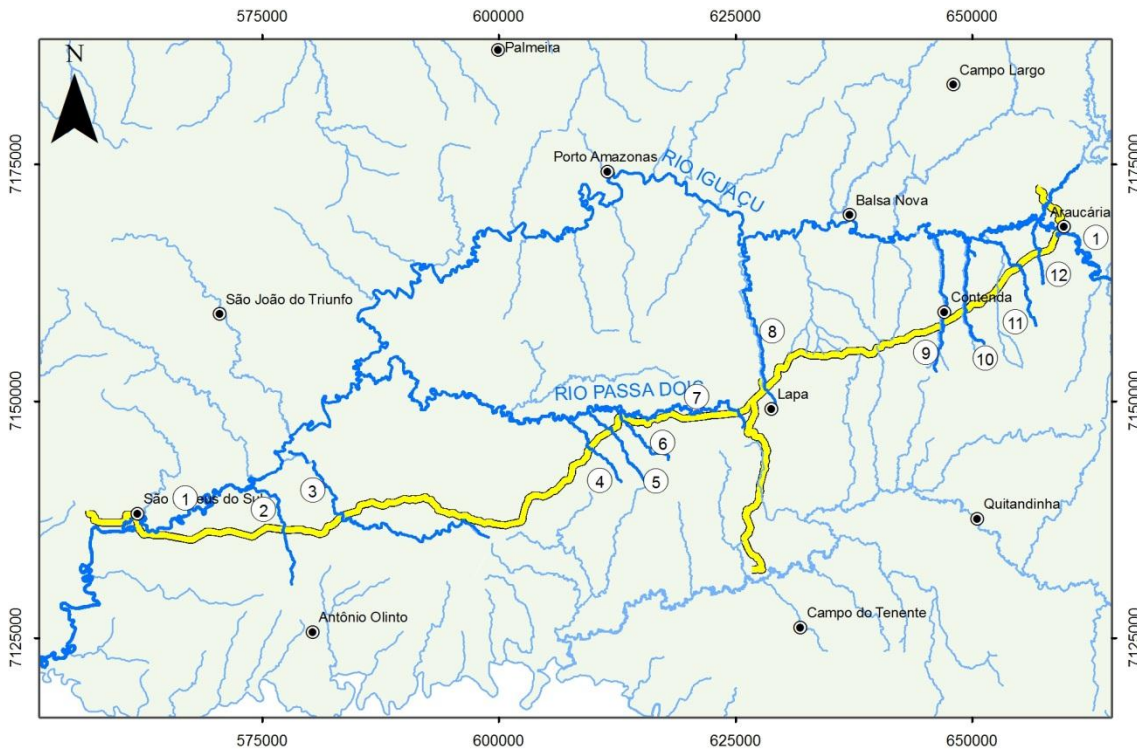 575000 600000 625000 650000
N
Palmeira
Campo Largo
7175000 7175000
Porto Amazonas
RIO IGUAÇU
Balsa Nova
Araucária
1
12
São João do Triunfo
Contenda
8
11
9
10
7150000 7150000
RIO PASSA DOIS
7
Lapa
6
4
5
3
São
1
2
Quitandinha
Antônio Olinto
Campo do Tenente
7125000 7125000
575000 600000 625000 650000